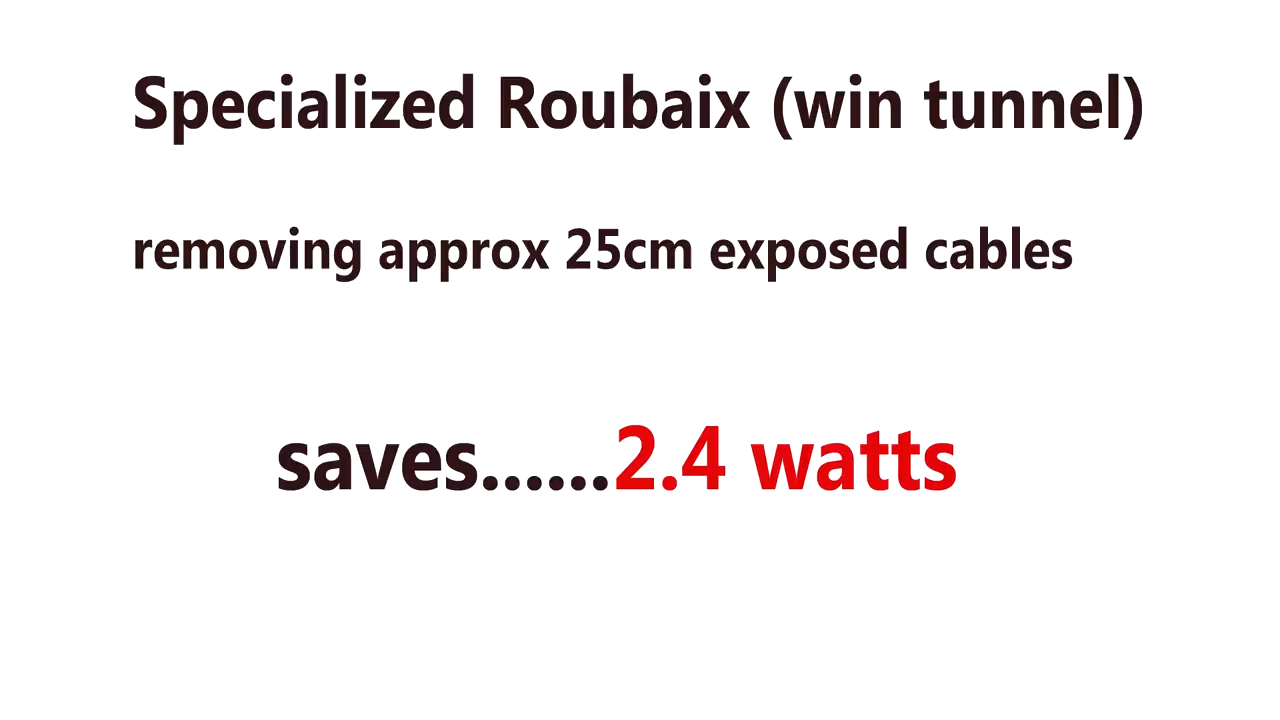 Specialized Roubaix (win tunnel)
removing approx 25cm exposed cables
saves......2.4 watts